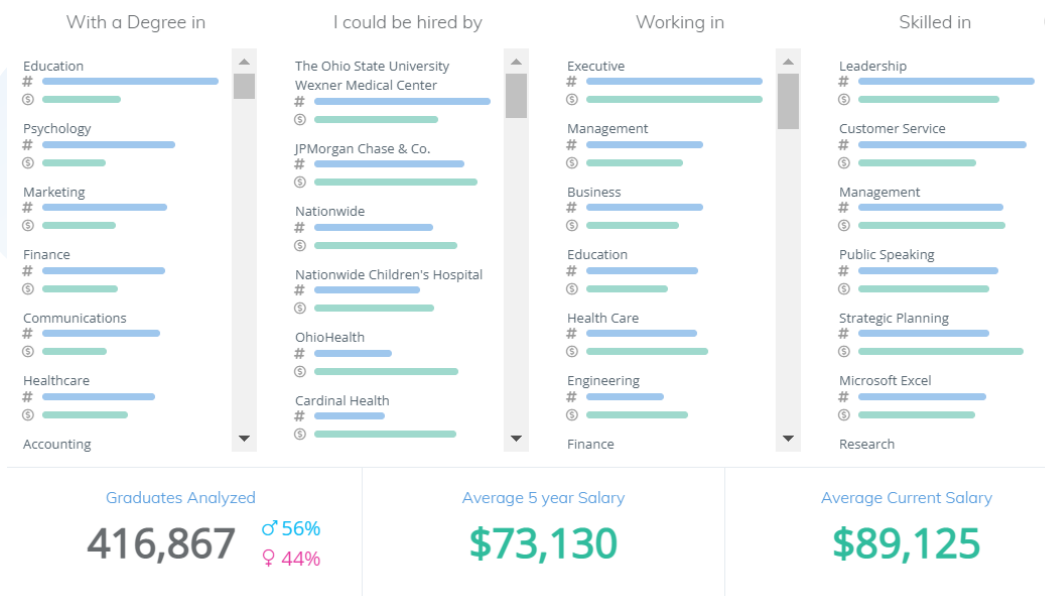 With a Degree in
Education
#
$
Psychology
#
$
Marketing
#
$
Finance
#
$
Communications
#
$
Healthcare
#
$
Accounting
I could be hired by
The Ohio State University
Wexner Medical Center
#
$
JPMorgan Chase & Co.
#
$
Nationwide
#
$
Nationwide Children's Hospital
#
$
OhioHealth
#
$
Cardinal Health
#
$
Working in
Executive
#
$
Management
#
$
Business
#
$
Education
#
$
Health Care
#
$
Engineering
#
$
Finance
Skilled in
Leadership
#
$
Customer Service
#
$
Management
#
$
Public Speaking
#
$
Strategic Planning
#
$
Microsoft Excel
#
$
Research
Graduates Analyzed
416,867
♂ 56%
♀ 44%
Average 5 year Salary
$73,130
Average Current Salary
$89,125